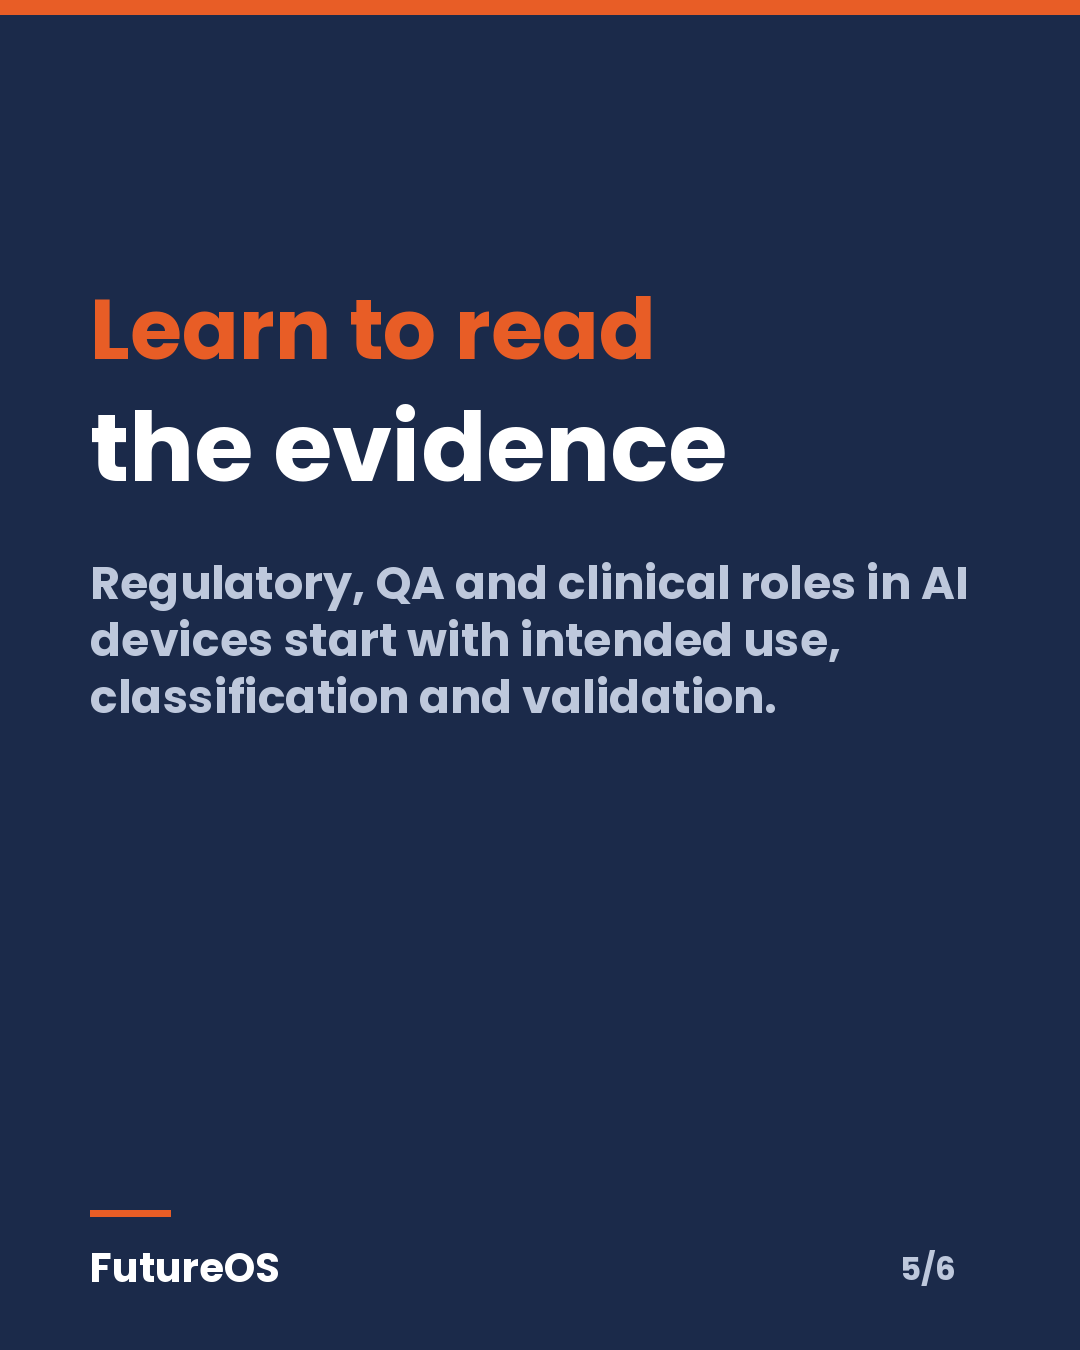 Learn to read
the evidence
Regulatory, QA and clinical roles in AI
devices start with intended use,
classification and validation.
FutureOS
5/6